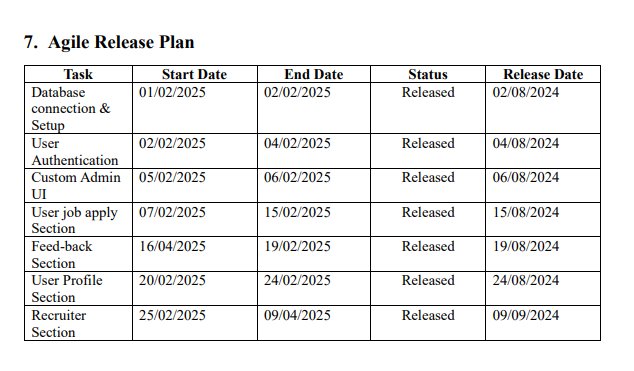 7. Agile Release Plan
Task Start Date End Date Status Release Date
Database 01/02/2025 02/02/2025 Released 02/08/2024
connection &
Setup
User 02/02/2025 04/02/2025 Released 04/08/2024
Authentication
Custom Admin 05/02/2025 06/02/2025 Released 06/08/2024
UI
User job apply 07/02/2025 15/02/2025 Released 15/08/2024
Section
Feed-back 16/04/2025 19/02/2025 Released 19/08/2024
Section
User Profile 20/02/2025 24/02/2025 Released 24/08/2024
Section
Recruiter 25/02/2025 09/04/2025 Released 09/09/2024
Section